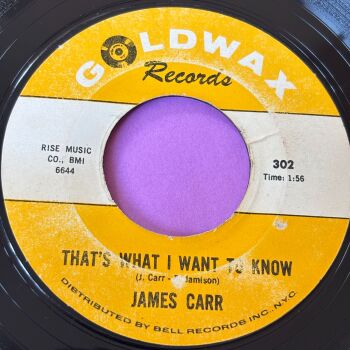 GOLDWAX
Records
RISE MUSIC
CO., BMI
6644
302
Time: 1:56
THAT'S WHAT I WANT TO KNOW
(J. Carr - Jamison)
JAMES CARR
DISTRIBUTED BY BELL RECORDS INC., N.Y.C.